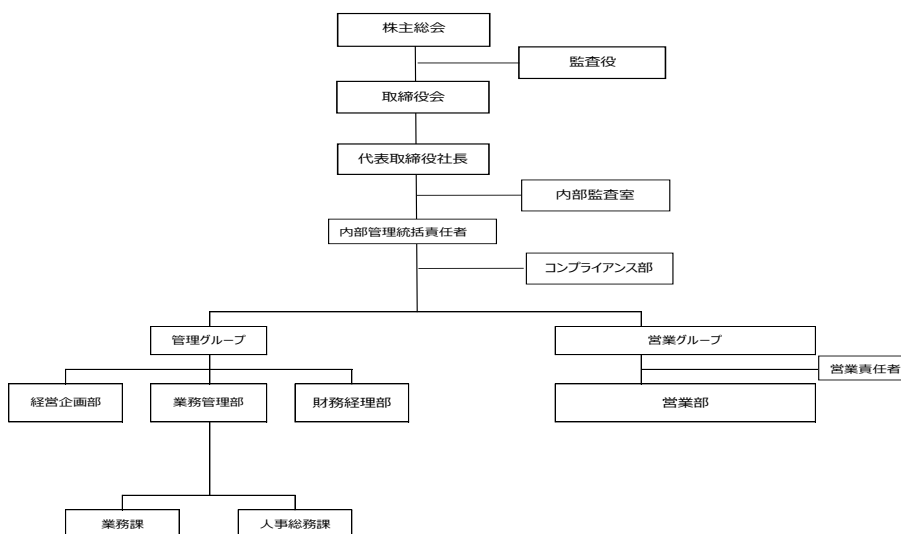 株主総会
監査役
取締役会
代表取締役社長
内部監査室
内部管理統括責任者
コンプライアンス部
管理グループ
営業グループ
営業責任者
経営企画部
業務管理部
財務経理部
営業部
業務課
人事総務課